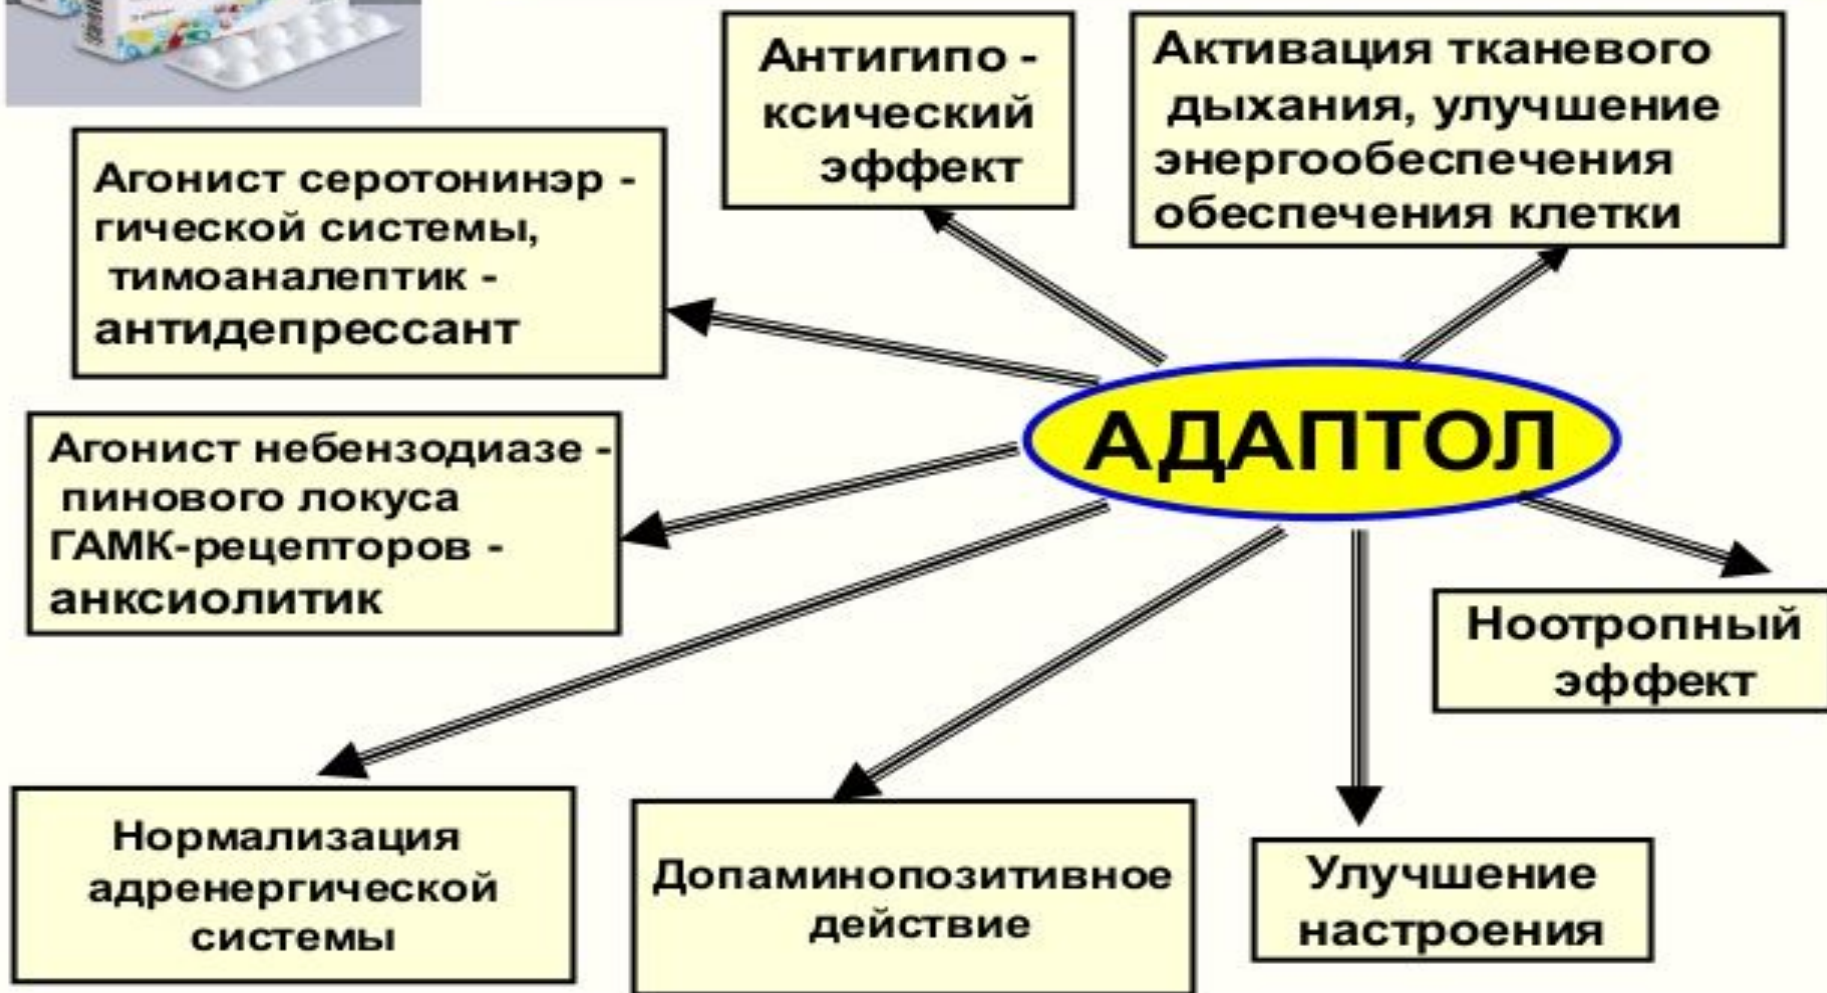 Антигипо -
ксический
эффект
Активация тканевого
дыхания, улучшение
энергообеспечения
обеспечения клетки
Агонист серотонинэр -
гической системы,
тимоаналептик -
антидепрессант
АДАПТОЛ
Агонист небензодиазе -
пинового локуса
ГАМК-рецепторов -
анксиолитик
Ноотропный
эффект
Нормализация
адренергической
системы
Допаминопозитивное
действие
Улучшение
настроения